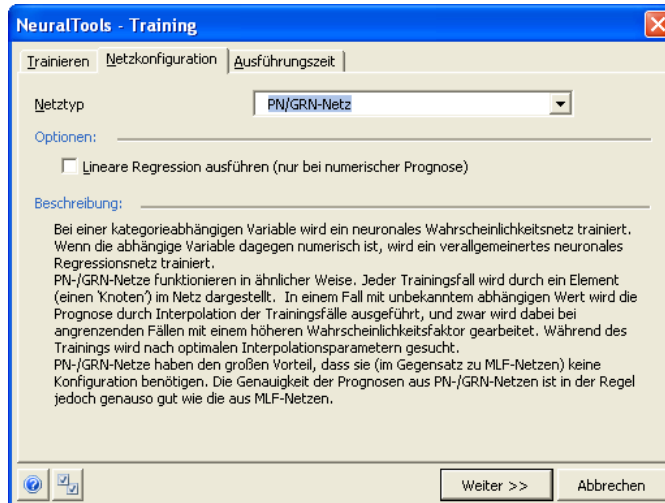 NeuralTools - Training
Trainieren
Netzkonfiguration
Ausführungszeit
Netztyp
PN/GRN-Netz
Optionen:
Lineare Regression ausführen (nur bei numerischer Prognose)
Beschreibung:
Bei einer kategorieabhängigen Variable wird ein neuronales Wahrscheinlichkeitsnetz trainiert.
Wenn die abhängige Variable dagegen numerisch ist, wird ein verallgemeinertes neuronales
Regressionsnetz trainiert.
PN-/GRN-Netze funktionieren in ähnlicher Weise. Jeder Trainingsfall wird durch ein Element
(einen 'Knoten') im Netz dargestellt. In einem Fall mit unbekanntem abhängigen Wert wird die
Prognose durch Interpolation der Trainingsfälle ausgeführt, und zwar wird dabei bei
angrenzenden Fällen mit einem höheren Wahrscheinlichkeitsfaktor gearbeitet. Während des
Trainings wird nach optimalen Interpolationsparametern gesucht.
PN-/GRN-Netze haben den großen Vorteil, dass sie (im Gegensatz zu MLF-Netzen) keine
Konfiguration benötigen. Die Genauigkeit der Prognosen aus PN-/GRN-Netzen ist in der Regel
jedoch genauso gut wie die aus MLF-Netzen.
Weiter >>
Abbrechen